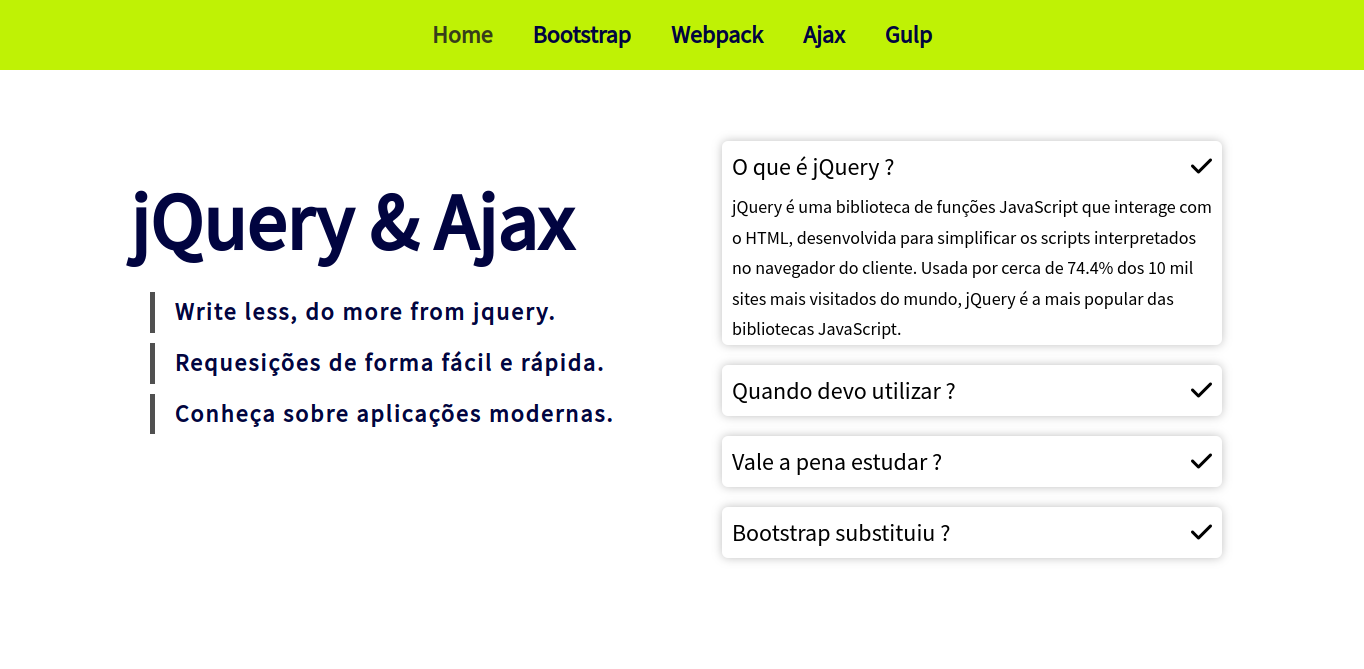 Home Bootstrap Webpack Ajax Gulp
jQuery & Ajax
Write less, do more from jquery.
Requesições de forma fácil e rápida.
Conheça sobre aplicações modernas.
O que é jQuery ?
jQuery é uma biblioteca de funções JavaScript que interage com
o HTML, desenvolvida para simplificar os scripts interpretados
no navegador do cliente. Usada por cerca de 74.4% dos 10 mil
sites mais visitados do mundo, jQuery é a mais popular das
bibliotecas JavaScript.
Quando devo utilizar ?
Vale a pena estudar ?
Bootstrap substituiu ?